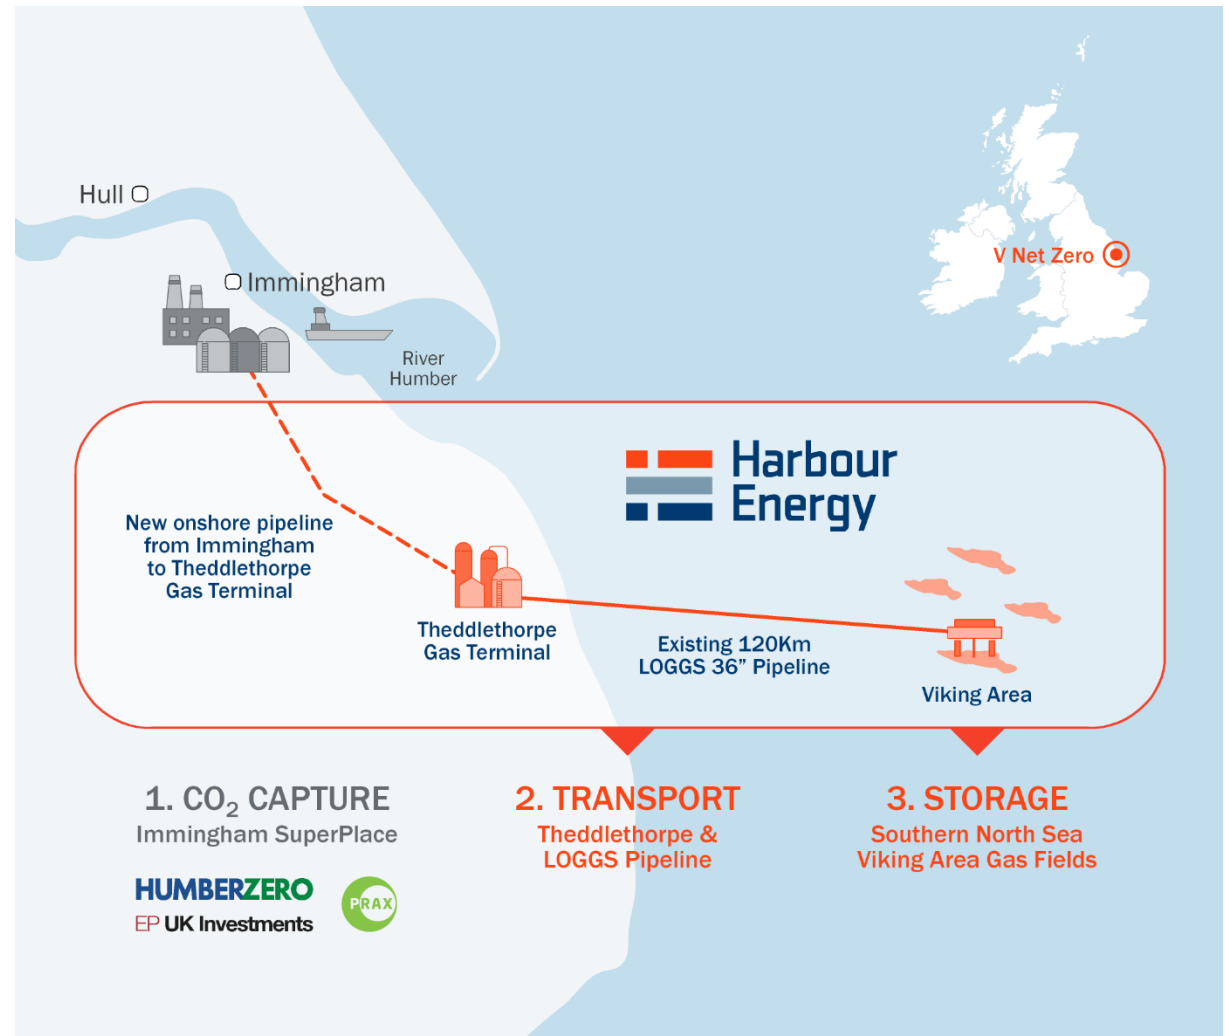 Hull
Immingham
River
Humber
V Net Zero
Harbour
Energy
New onshore pipeline
from Immingham
to Theddlethorpe
Gas Terminal
Theddlethorpe
Gas Terminal
Existing 120Km
LOGGS 36” Pipeline
Viking Area
1. CO₂ CAPTURE
Immingham SuperPlace
HUMBERZERO
EP UK Investments
PRAX
2. TRANSPORT
Theddlethorpe &
LOGGS Pipeline
3. STORAGE
Southern North Sea
Viking Area Gas Fields